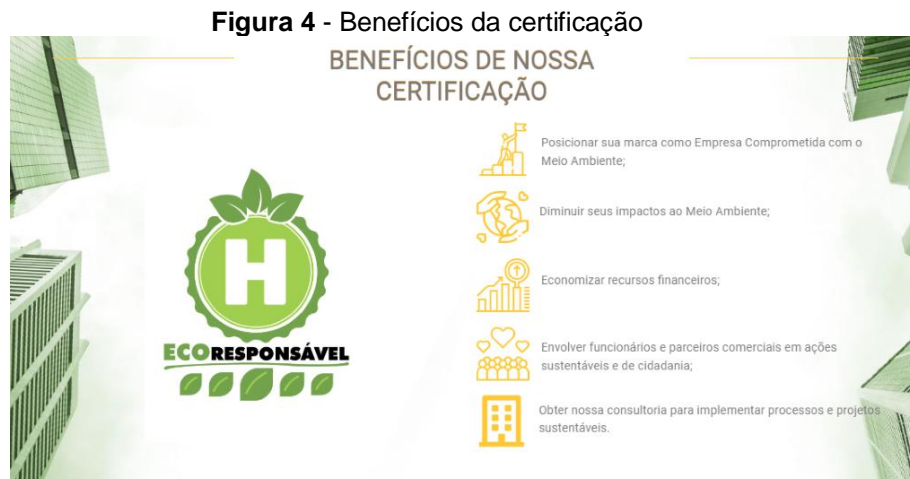 Figura 4 - Benefícios da certificação
BENEFÍCIOS DE NOSSA
CERTIFICAÇÃO
Posicionar sua marca como Empresa Comprometida com o
Meio Ambiente;
Diminuir seus impactos ao Meio Ambiente;
H
Economizar recursos financeiros;
ECORESPONSÁVEL
Envolver funcionários e parceiros comerciais em ações
sustentáveis e de cidadania;
Obter nossa consultoria para implementar processos e projetos
sustentáveis.